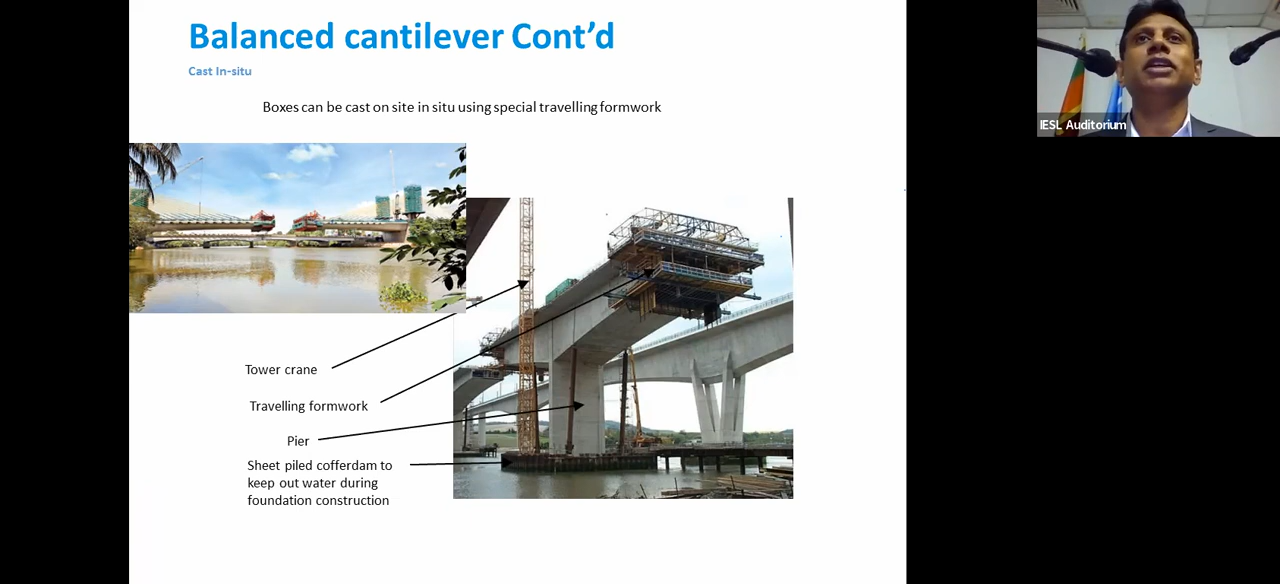 Balanced cantilever Cont’d
Cast In-situ
Boxes can be cast on site in situ using special travelling formwork
IESL Auditorium
Tower crane
Travelling formwork
Pier
Sheet piled cofferdam to
keep out water during
foundation construction